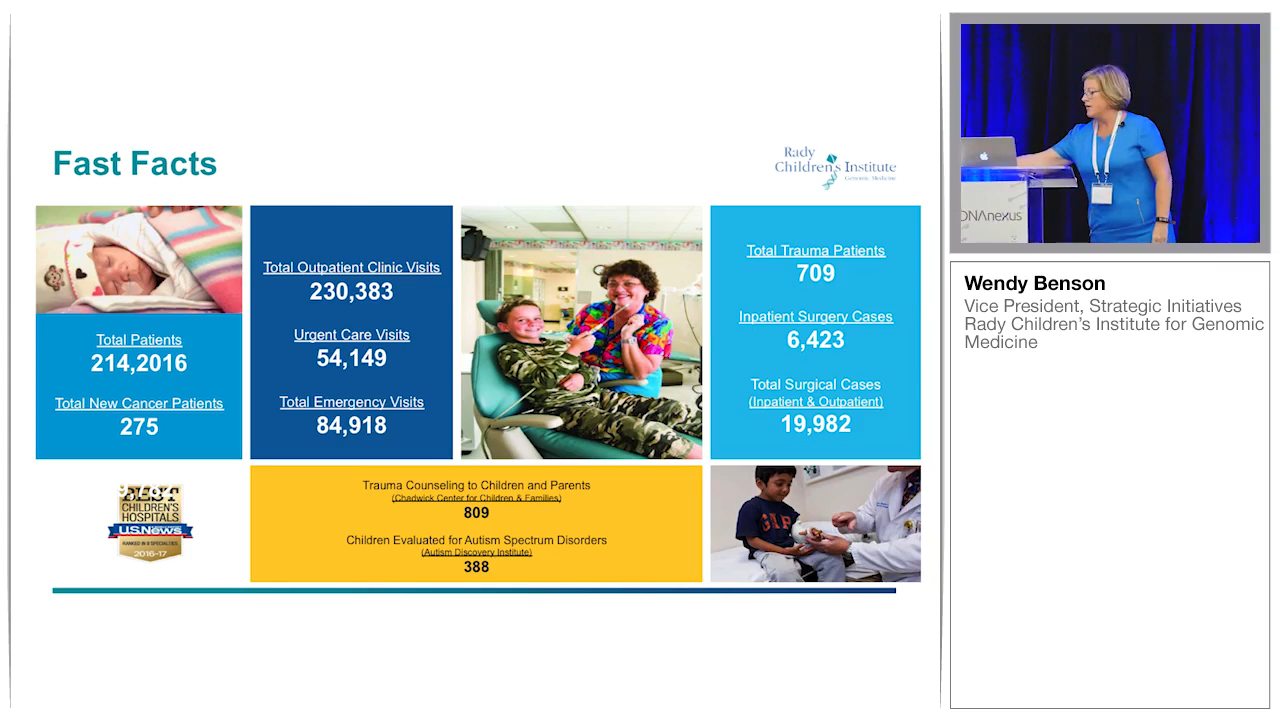 Fast Facts
Rady
Children's Institute
Genomic Medicine
Total Patients
214,2016
Total New Cancer Patients
275
Total Outpatient Clinic Visits
230,383
Urgent Care Visits
54,149
Total Emergency Visits
84,918
Total Trauma Patients
709
Inpatient Surgery Cases
6,423
Total Surgical Cases
(Inpatient & Outpatient)
19,982
BEST
CHILDREN'S
HOSPITALS
U.S.News
RANKED IN 9 SPECIALTIES
2016-17
Trauma Counseling to Children and Parents
(Chadwick Center for Children & Families)
809
Children Evaluated for Autism Spectrum Disorders
(Autism Discovery Institute)
388
GAP
DNAnexus
Wendy Benson
Vice President, Strategic Initiatives
Rady Children's Institute for Genomic
Medicine